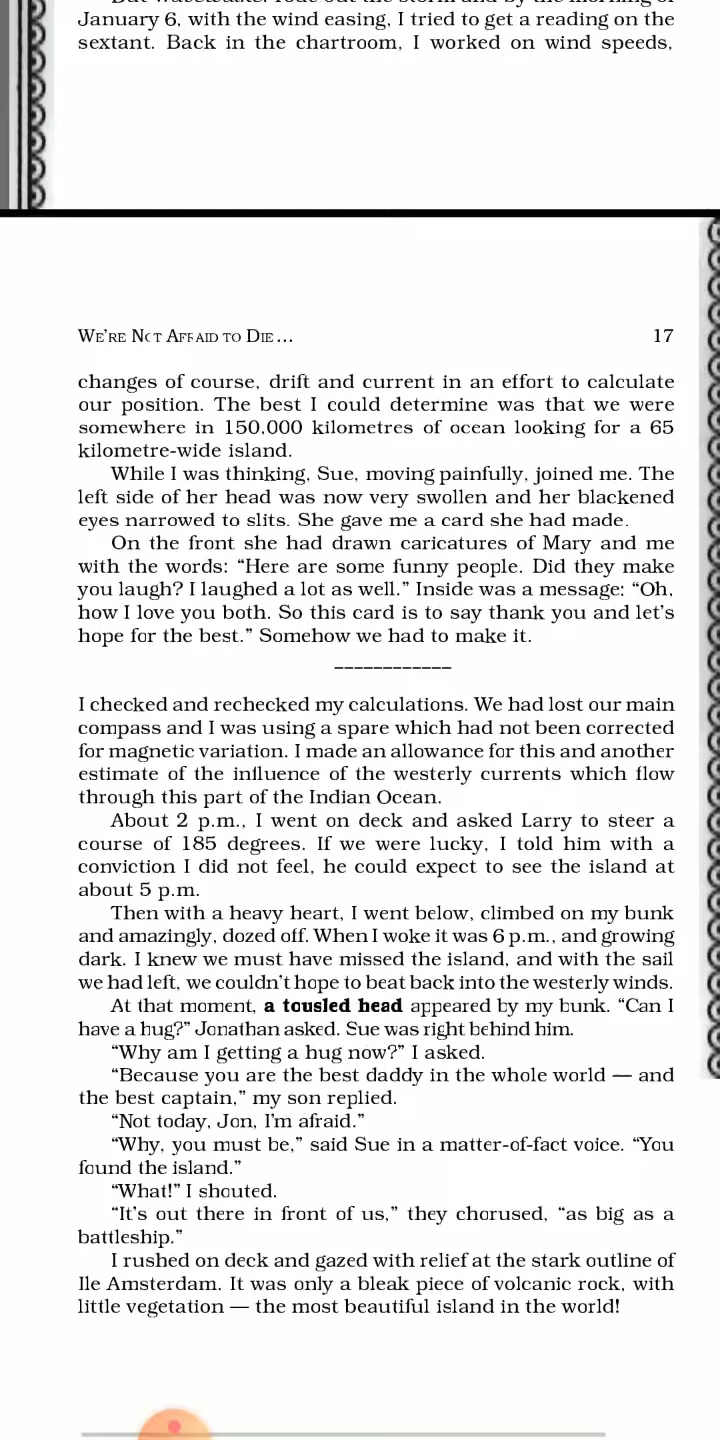 January 6, with the wind easing, I tried to get a reading on the
sextant. Back in the chartroom, I worked on wind speeds,
WE'RE NOT AFRAID TO DIE... 17
changes of course, drift and current in an effort to calculate
our position. The best I could determine was that we were
somewhere in 150,000 kilometres of ocean looking for a 65
kilometre-wide island.
While I was thinking, Sue, moving painfully, joined me. The
left side of her head was now very swollen and her blackened
eyes narrowed to slits. She gave me a card she had made.
On the front she had drawn caricatures of Mary and me
with the words: “Here are some funny people. Did they make
you laugh? I laughed a lot as well.” Inside was a message: “Oh,
how I love you both. So this card is to say thank you and let’s
hope for the best.” Somehow we had to make it.
I checked and rechecked my calculations. We had lost our main
compass and I was using a spare which had not been corrected
for magnetic variation. I made an allowance for this and another
estimate of the influence of the westerly currents which flow
through this part of the Indian Ocean.
About 2 p.m., I went on deck and asked Larry to steer a
course of 185 degrees. If we were lucky, I told him with a
conviction I did not feel, he could expect to see the island at
about 5 p.m.
Then with a heavy heart, I went below, climbed on my bunk
and amazingly, dozed off. When I woke it was 6 p.m., and growing
dark. I knew we must have missed the island, and with the sail
we had left, we couldn’t hope to beat back into the westerly winds.
At that moment, a tousled head appeared by my bunk. “Can I
have a hug?” Jonathan asked. Sue was right behind him.
“Why am I getting a hug now?” I asked.
“Because you are the best daddy in the whole world — and
the best captain,” my son replied.
“Not today, Jon, I’m afraid.”
“Why, you must be,” said Sue in a matter-of-fact voice. “You
found the island.”
“What!” I shouted.
“It’s out there in front of us,” they chorused, “as big as a
battleship.”
I rushed on deck and gazed with relief at the stark outline of
Ile Amsterdam. It was only a bleak piece of volcanic rock, with
little vegetation — the most beautiful island in the world!